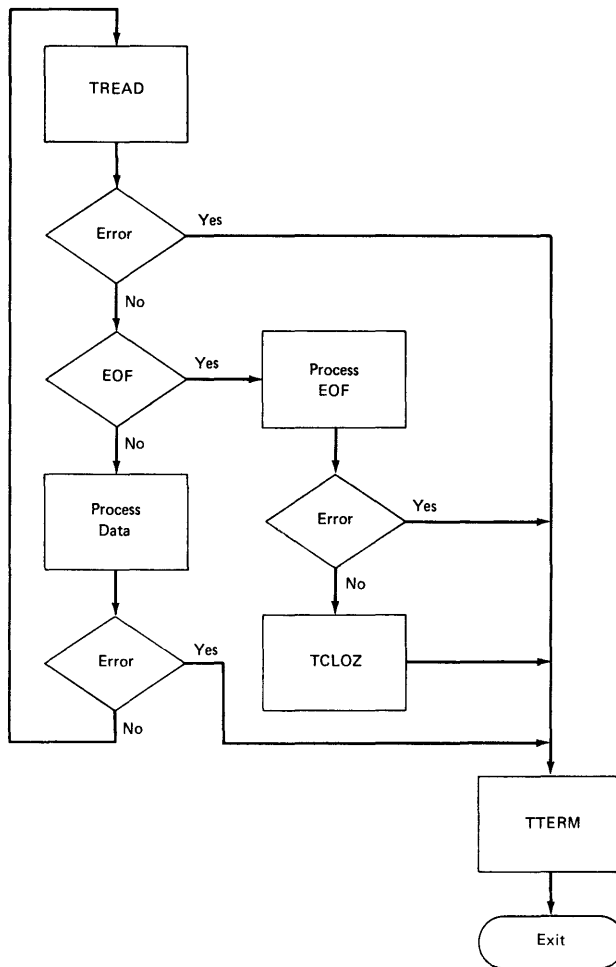 TREAD
Error
Yes
No
EOF
Yes
Process
EOF
No
Process
Data
Error
Yes
No
Error
Yes
TCLOZ
No
TTERM
Exit